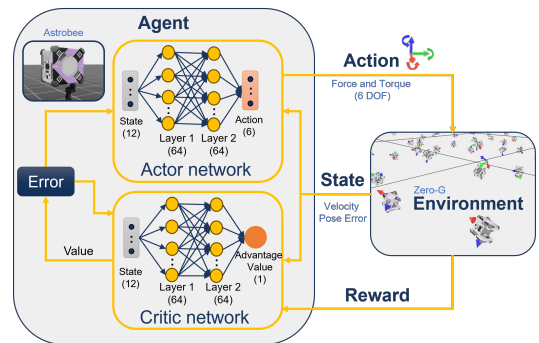 Agent
Astrobee
State
(12)
Layer 1
(64)
Layer 2
(64)
Action
(6)
Actor network
Error
Value
State
(12)
Layer 1
(64)
Layer 2
(64)
Advantage
Value
(1)
Critic network
Action
Force and Torque
(6 DOF)
State
Velocity
Pose Error
Zero-G
Environment
Reward